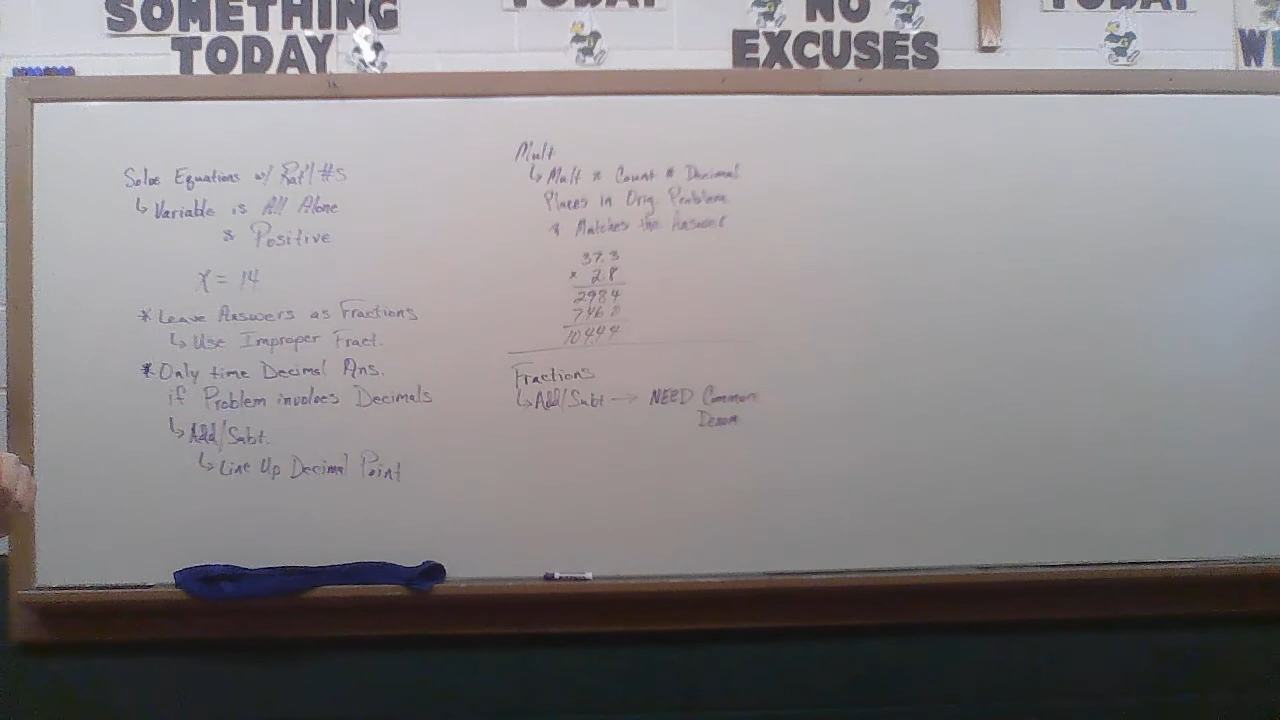 SOMETHING
TODAY
TODAY
NO
EXCUSES
TODAY
Solve Equations w/ Rat'l #s
↳ Variable is All Alone
& Positive
x = 14
* Leave Answers as Fractions
↳ Use Improper Fract.
* Only time Decimal Ans.
if Problem involves Decimals
↳ Add/Subt.
↳ Line Up Decimal Point
Mult
↳ Mult & Count # Decimal
Places in Orig. Problem
& Matches the Answer
37.3
× 2.8
2984
7460
104.44
Fractions
↳ Add/Subt → NEED Common
Denom